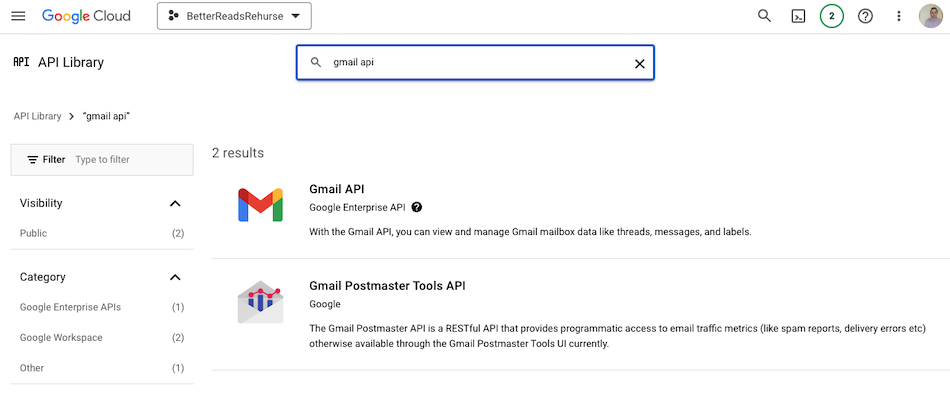 Google Cloud
BetterReadsRehurse
2
API API Library
gmail api
API Library
"gmail api"
Filter Type to filter
2 results
Visibility
Public (2)
Category
Google Enterprise APIs (1)
Google Workspace (2)
Other (1)
Gmail API
Google Enterprise API
With the Gmail API, you can view and manage Gmail mailbox data like threads, messages, and labels.
Gmail Postmaster Tools API
Google
The Gmail Postmaster API is a RESTful API that provides programmatic access to email traffic metrics (like spam reports, delivery errors etc)
otherwise available through the Gmail Postmaster Tools UI currently.